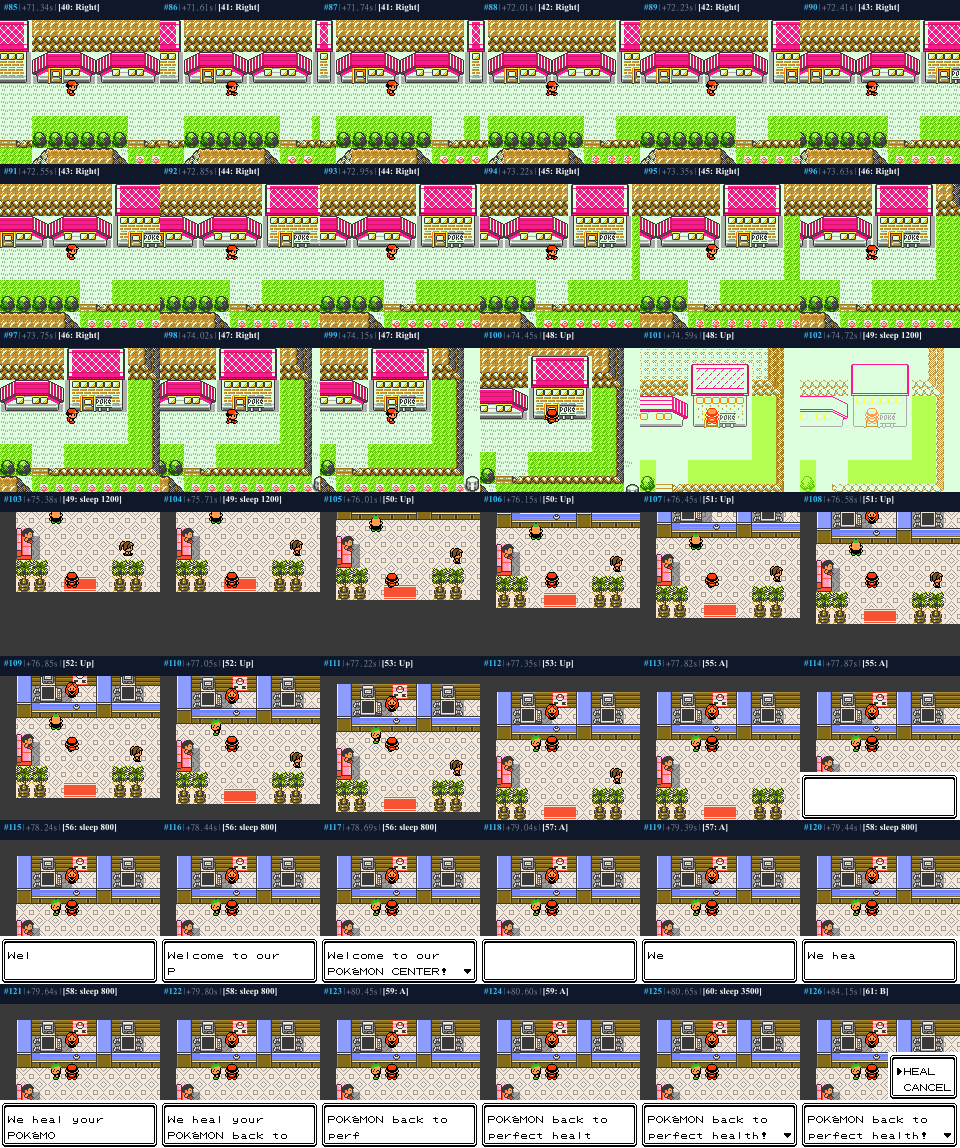 #85|+71.34s| [40: Right]
#86|+71.61s| [41: Right]
#87|+71.74s| [41: Right]
#88|+72.01s| [42: Right]
#89|+72.23s| [42: Right]
#90|+72.41s| [43: Right]
#91|+72.55s| [43: Right]
#92|+72.85s| [44: Right]
#93|+72.95s| [44: Right]
#94|+73.22s| [45: Right]
#95|+73.35s| [45: Right]
#96|+73.63s| [46: Right]
POKé
POKé
POKé
POKé
POKé
POKé
#97|+73.75s| [46: Right]
#98|+74.02s| [47: Right]
#99|+74.15s| [47: Right]
#100|+74.45s| [48: Up]
#101|+74.59s| [48: Up]
#102|+74.72s| [49: sleep 1200]
POKé
POKé
POKé
POKé
POKé
POKé
#103|+75.38s| [49: sleep 1200]
#104|+75.71s| [49: sleep 1200]
#105|+76.01s| [50: Up]
#106|+76.15s| [50: Up]
#107|+76.45s| [51: Up]
#108|+76.58s| [51: Up]
#109|+76.85s| [52: Up]
#110|+77.05s| [52: Up]
#111|+77.22s| [53: Up]
#112|+77.35s| [53: Up]
#113|+77.82s| [55: A]
#114|+77.87s| [55: A]
#115|+78.24s| [56: sleep 800]
#116|+78.44s| [56: sleep 800]
#117|+78.69s| [56: sleep 800]
#118|+79.04s| [57: A]
#119|+79.39s| [57: A]
#120|+79.44s| [58: sleep 800]
Wel
Welcome to our
P
Welcome to our
POKéMON CENTER!
We
We hea
#121|+79.64s| [58: sleep 800]
#122|+79.80s| [58: sleep 800]
#123|+80.45s| [59: A]
#124|+80.60s| [59: A]
#125|+80.65s| [60: sleep 3500]
#126|+84.15s| [61: B]
We heal your
POKéMO
We heal your
POKéMON back to
POKéMON back to
perf
POKéMON back to
perfect healt
POKéMON back to
perfect health!
HEAL
CANCEL
POKéMON back to
perfect health!